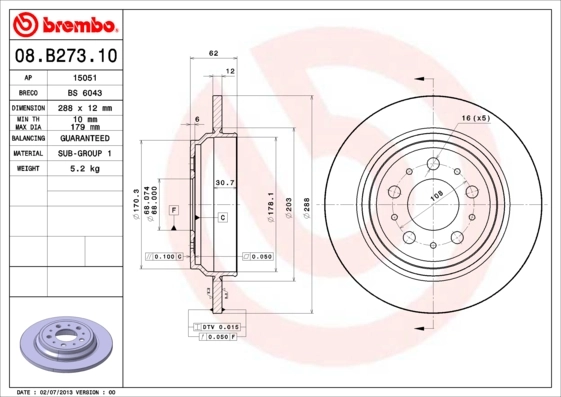 brembo
08.B273.10
AP 15051
BRECO BS 6043
DIMENSION 288 x 12 mm
MIN TH 10 mm
MAX DIA 179 mm
BALANCING GUARANTEED
MATERIAL SUB-GROUP 1
WEIGHT 5.2 kg
62
12
6
16 (x5)
108
30.7
Ø 170.3
Ø 68.074
68.000
F
C
Ø 178.1
Ø 203
Ø 288
0.100 C
0.050
DTV 0.015
0.050 F
DATE : 02/07/2013 VERSION : 00